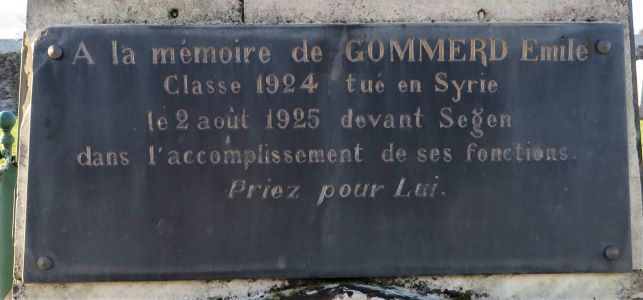 A la mémoire de GOMMERD Emile
Classe 1924 tué en Syrie
le 2 août 1925 devant Segen
dans l'accomplissement de ses fonctions.
Priez pour Lui.